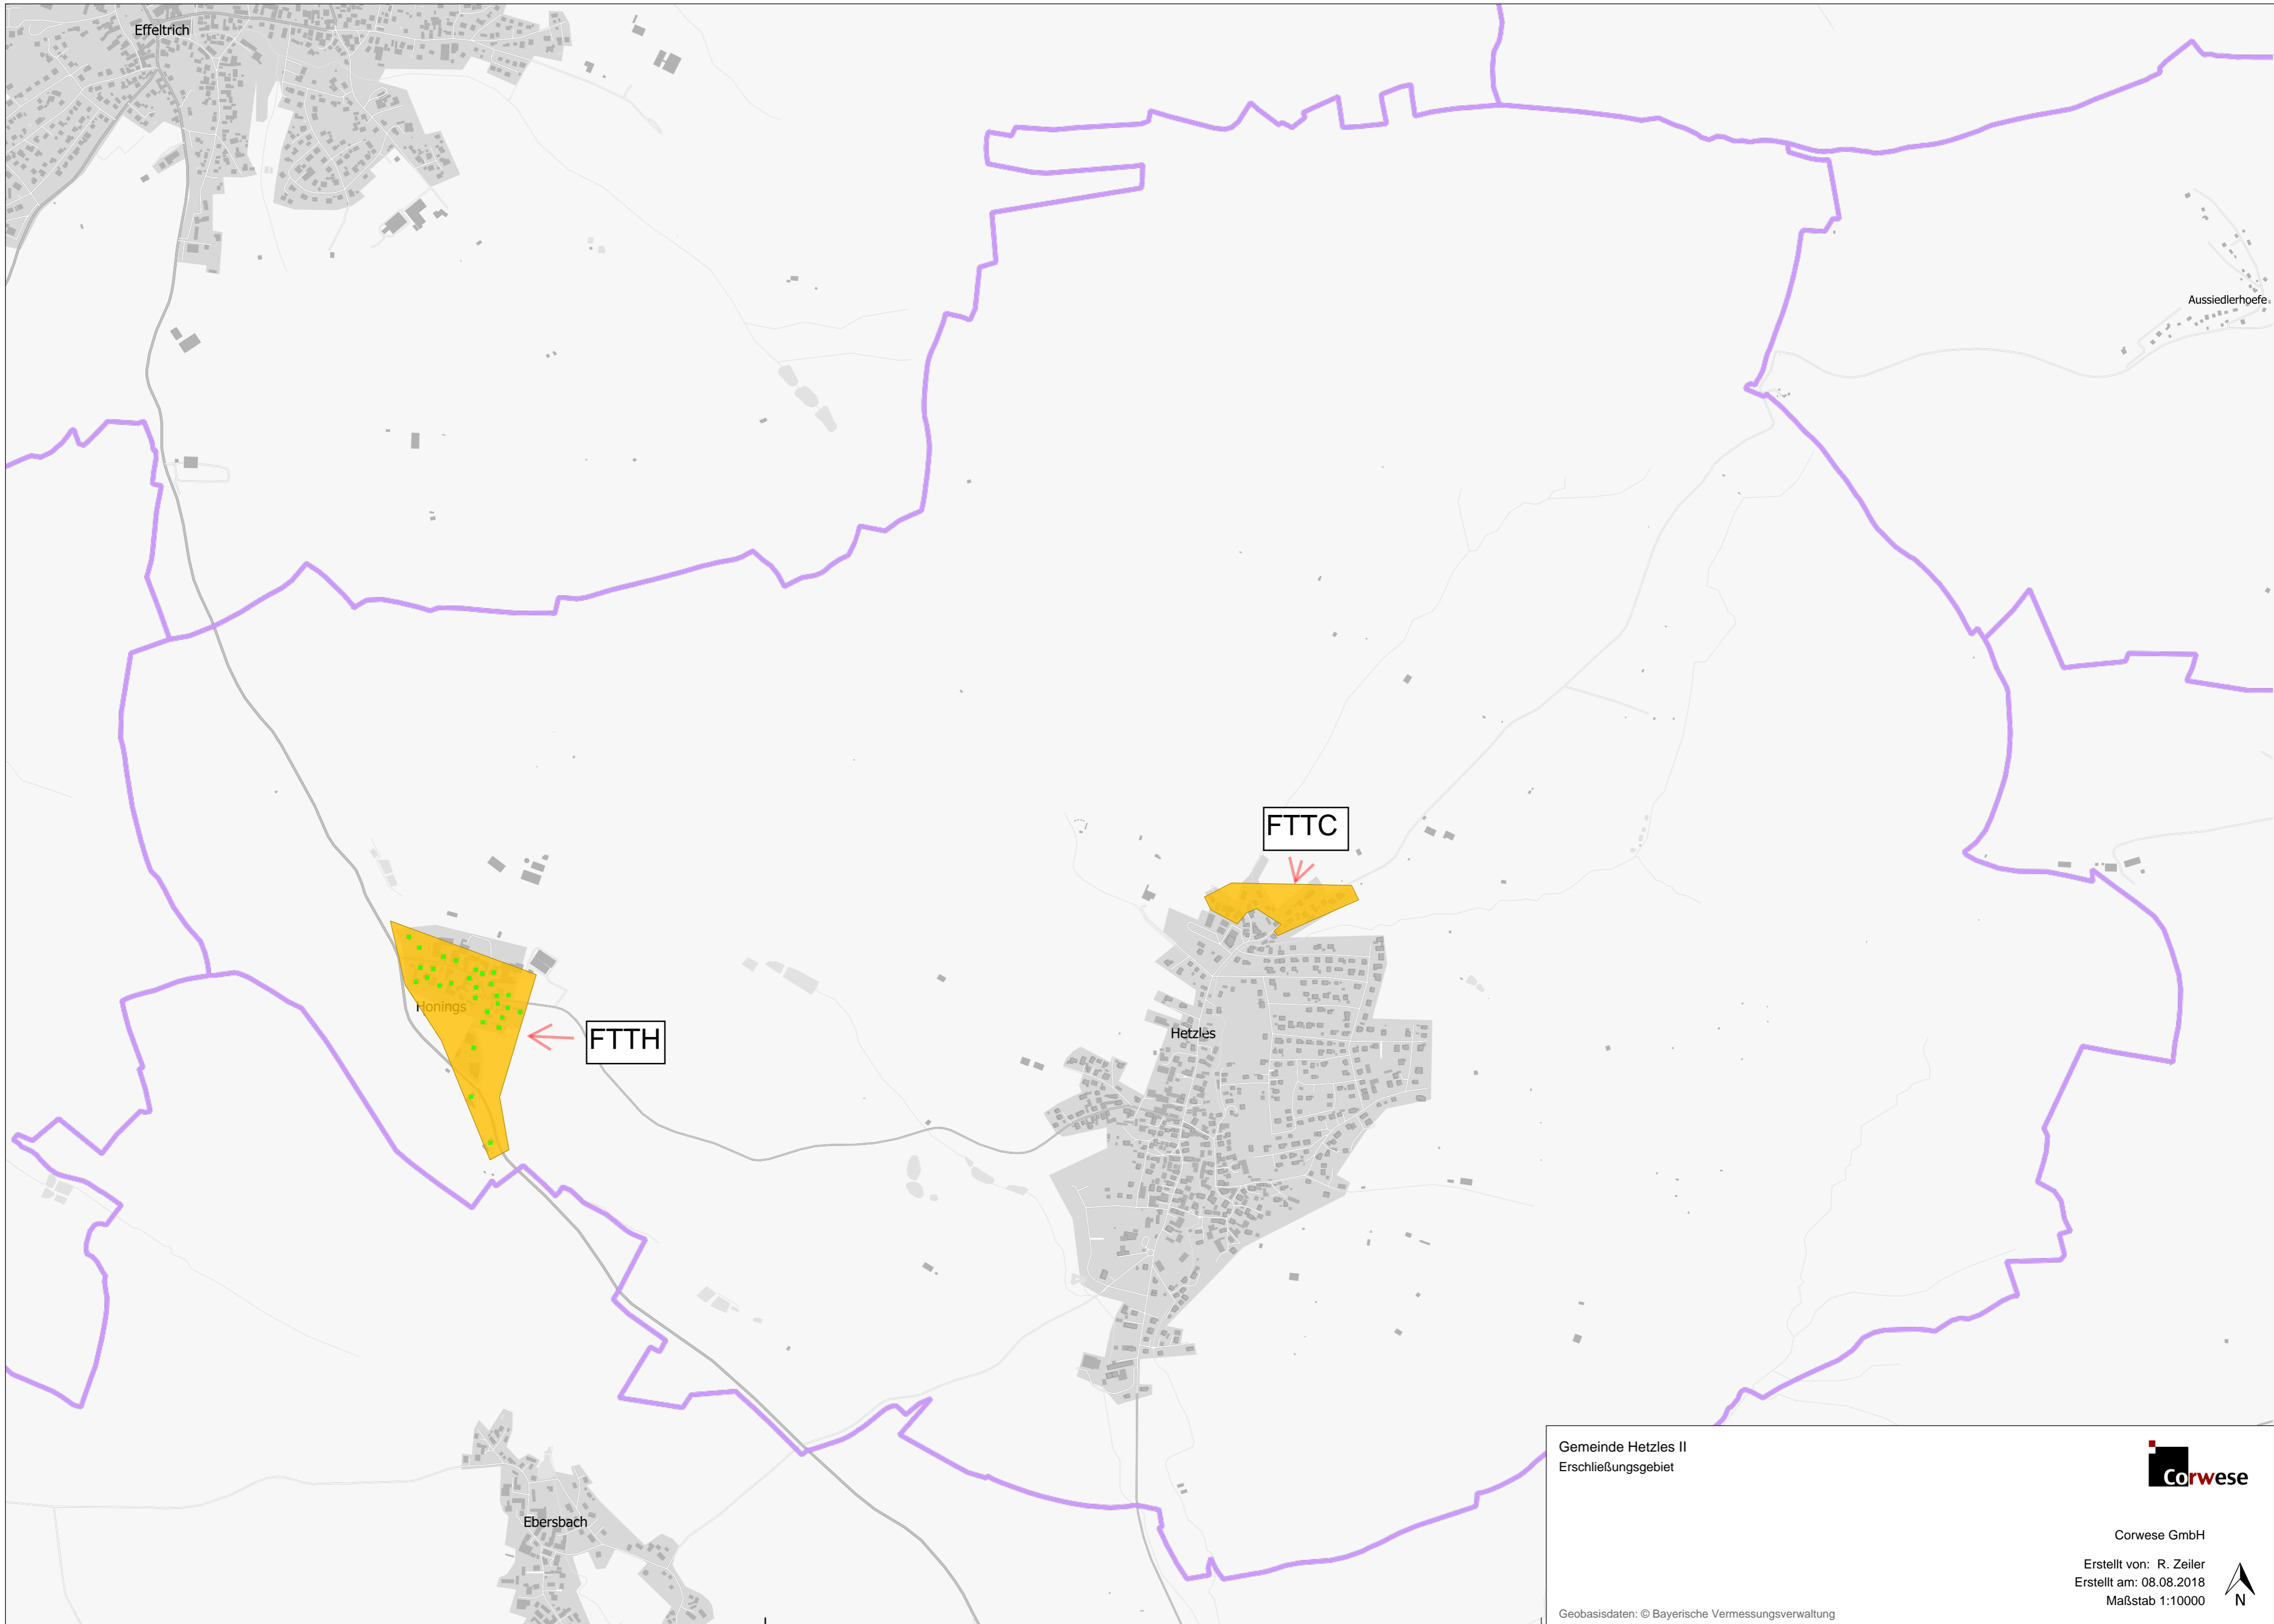 Effeltrich
Aussiedlerhoefe
FTTC
Honings
FTTH
Hetzles
Ebersbach
Gemeinde Hetzles II
Erschließungsgebiet
Corwese
Corwese GmbH
Erstellt von: R. Zeiler
Erstellt am: 08.08.2018
Maßstab 1:10000
N
Geobasisdaten: © Bayerische Vermessungsverwaltung